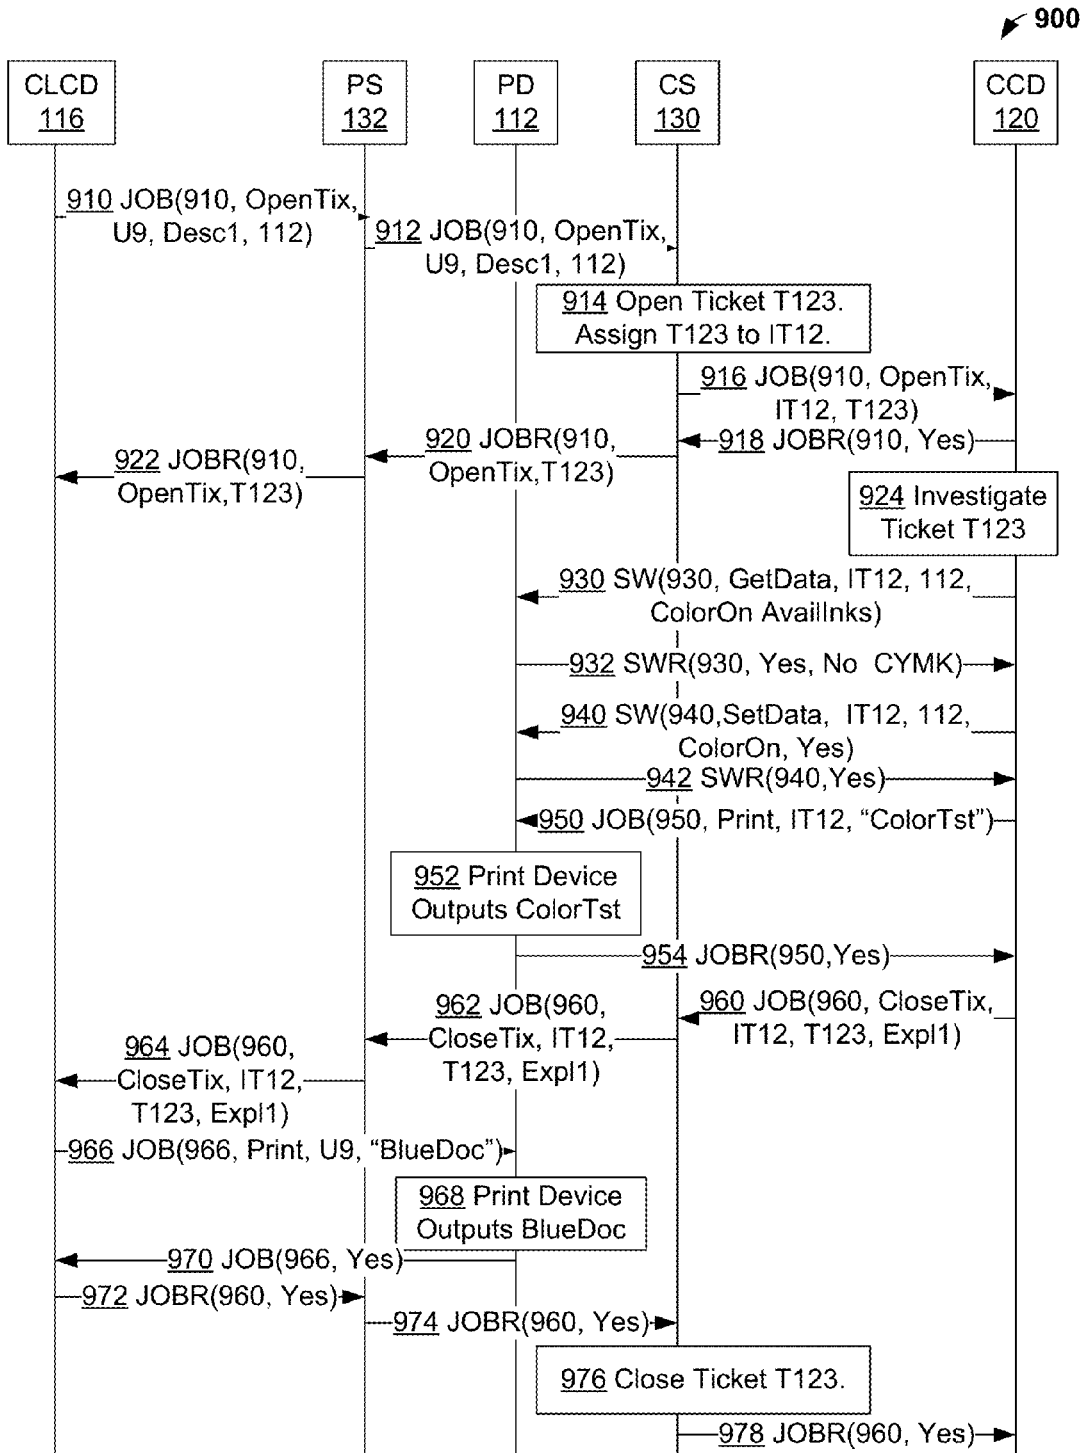 900
CLCD
116
PS
132
PD
112
CS
130
CCD
120
910 JOB(910, OpenTix,
U9, Desc1, 112)
912 JOB(910, OpenTix,
U9, Desc1, 112)
914 Open Ticket T123.
Assign T123 to IT12.
916 JOB(910, OpenTix,
IT12, T123)
918 JOBR(910, Yes)
920 JOBR(910,
OpenTix,T123)
922 JOBR(910,
OpenTix,T123)
924 Investigate
Ticket T123
930 SW(930, GetData, IT12, 112,
ColorOn AvailInks)
932 SWR(930, Yes, No CYMK)
940 SW(940,SetData, IT12, 112,
ColorOn, Yes)
942 SWR(940,Yes)
950 JOB(950, Print, IT12, “ColorTst”)
952 Print Device
Outputs ColorTst
954 JOBR(950,Yes)
960 JOB(960, CloseTix,
IT12, T123, Expl1)
962 JOB(960,
CloseTix, IT12,
T123, Expl1)
964 JOB(960,
CloseTix, IT12,
T123, Expl1)
966 JOB(966, Print, U9, “BlueDoc”)
968 Print Device
Outputs BlueDoc
970 JOB(966, Yes)
972 JOBR(960, Yes)
974 JOBR(960, Yes)
976 Close Ticket T123.
978 JOBR(960, Yes)